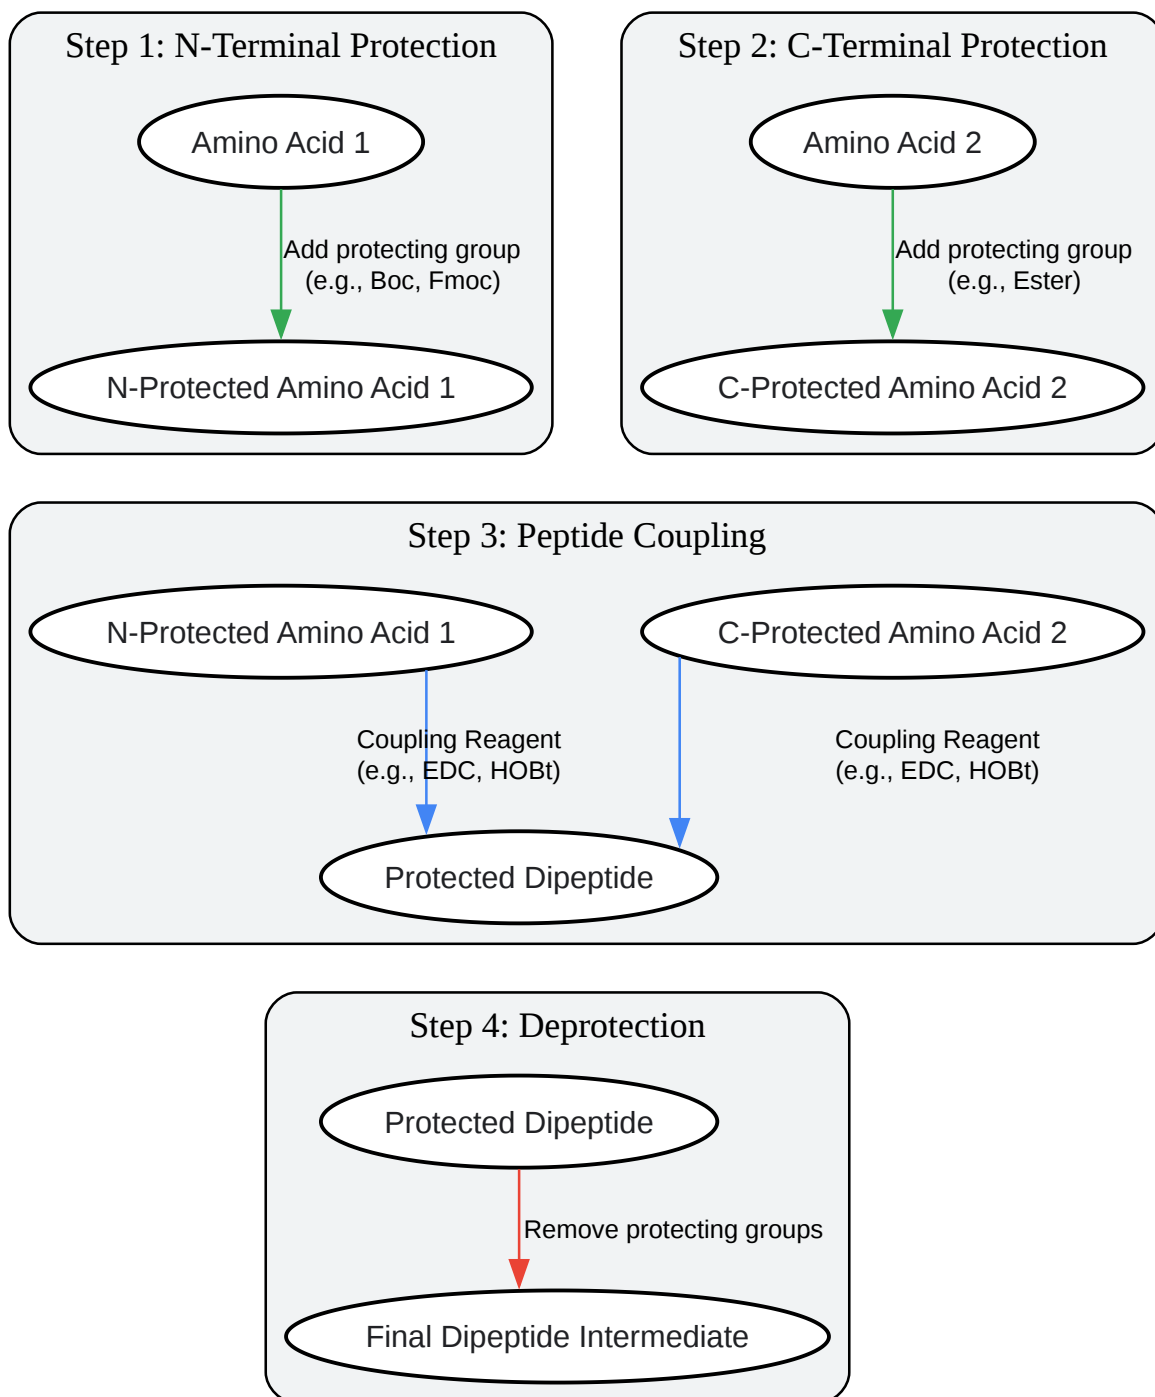 Step 1: N-Terminal Protection
Amino Acid 1
Add protecting group
(e.g., Boc, Fmoc)
N-Protected Amino Acid 1
Step 2: C-Terminal Protection
Amino Acid 2
Add protecting group
(e.g., Ester)
C-Protected Amino Acid 2
Step 3: Peptide Coupling
N-Protected Amino Acid 1
C-Protected Amino Acid 2
Coupling Reagent
(e.g., EDC, HOBt)
Coupling Reagent
(e.g., EDC, HOBt)
Protected Dipeptide
Step 4: Deprotection
Protected Dipeptide
Remove protecting groups
Final Dipeptide Intermediate